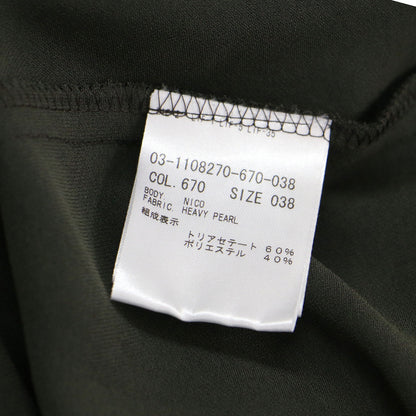 03-1108270-670-038
COL. 670 SIZE 038
BODY NICO
FABRIC HEAVY PEARL
組成表示
トリアセテート 60%
ポリエステル 40%